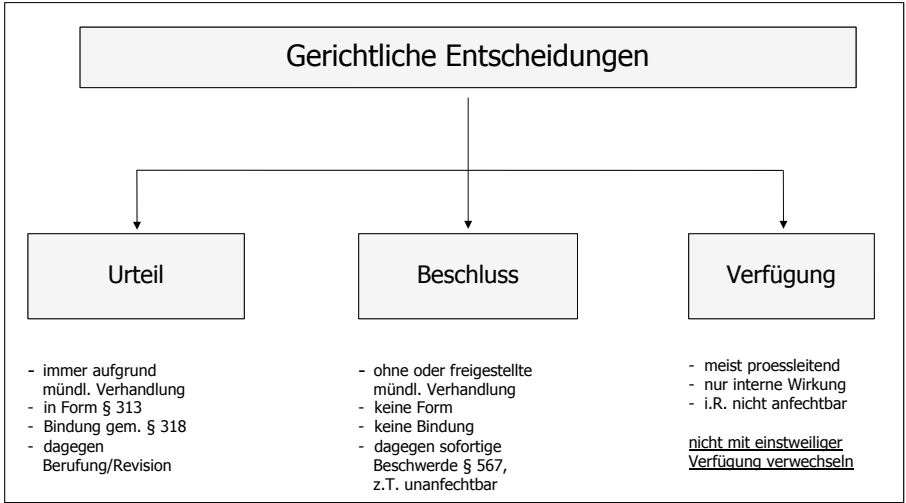 Gerichtliche Entscheidungen
Urteil
Beschluss
Verfügung
- immer aufgrund
mündl. Verhandlung
- in Form § 313
- Bindung gem. § 318
- dagegen
Berufung/Revision
- ohne oder freigestellte
mündl. Verhandlung
- keine Form
- keine Bindung
- dagegen sofortige
Beschwerde § 567,
z.T. unanfechtbar
- meist proessleitend
- nur interne Wirkung
- i.R. nicht anfechtbar
nicht mit einstweiliger
Verfügung verwechseln